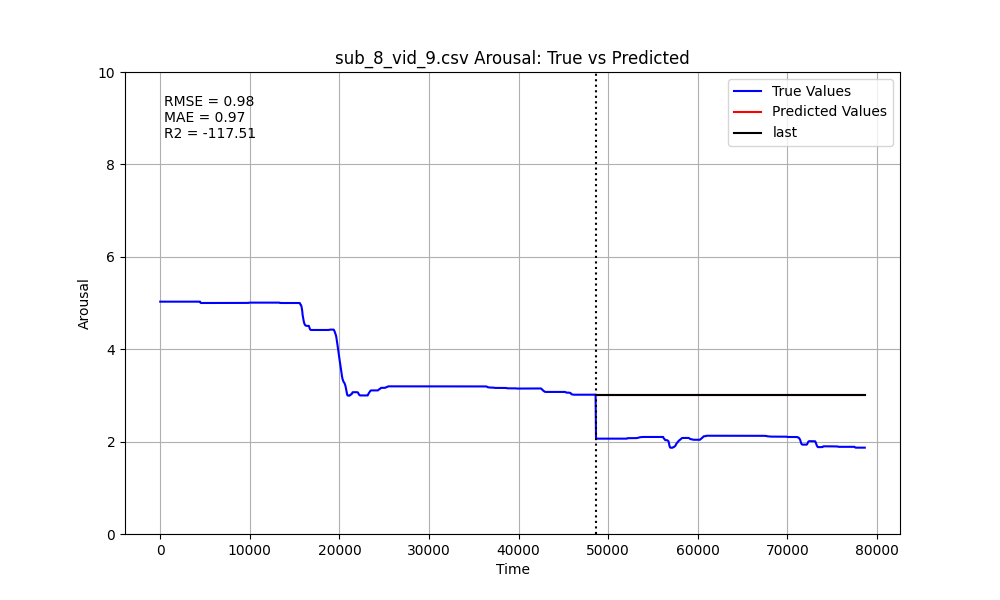 sub_8_vid_9.csv Arousal: True vs Predicted
10
8
6
4
2
0
Arousal
RMSE = 0.98
MAE = 0.97
R2 = -117.51
True Values
Predicted Values
last
0
10000
20000
30000
40000
50000
60000
70000
80000
Time